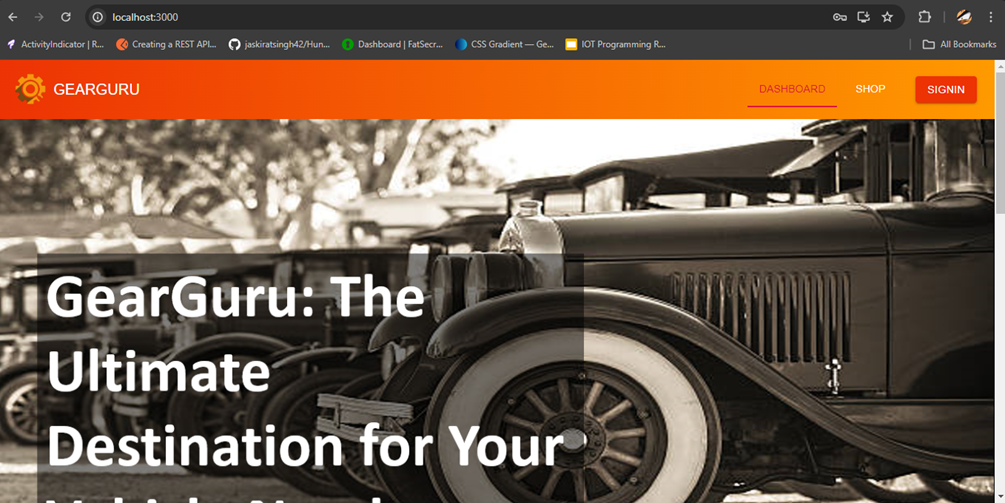 localhost:3000
ActivityIndicator | R...
Creating a REST API...
jaskiratsingh42/Hun...
Dashboard | FatSecr...
CSS Gradient — Ge...
IOT Programming R...
All Bookmarks
GEARGURU
DASHBOARD
SHOP
SIGNIN
GearGuru: The
Ultimate
Destination for Your